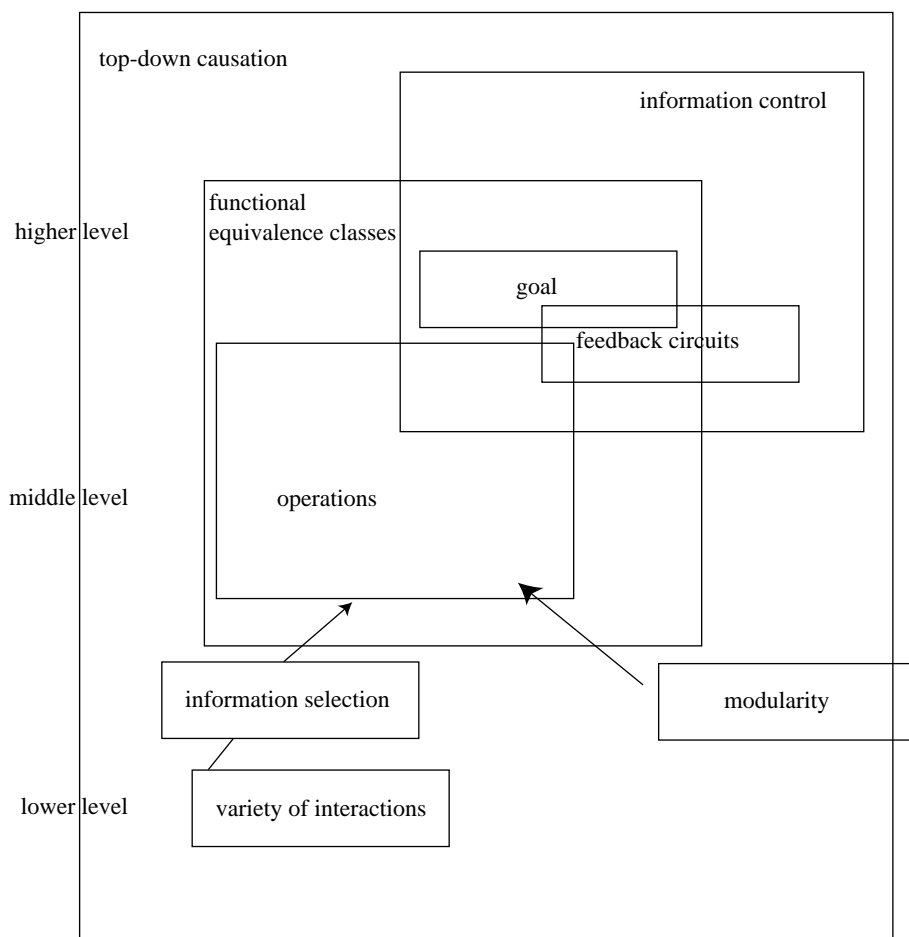 top-down causation
information control
functional
equivalence classes
higher level
goal
feedback circuits
middle level
operations
information selection
modularity
lower level
variety of interactions